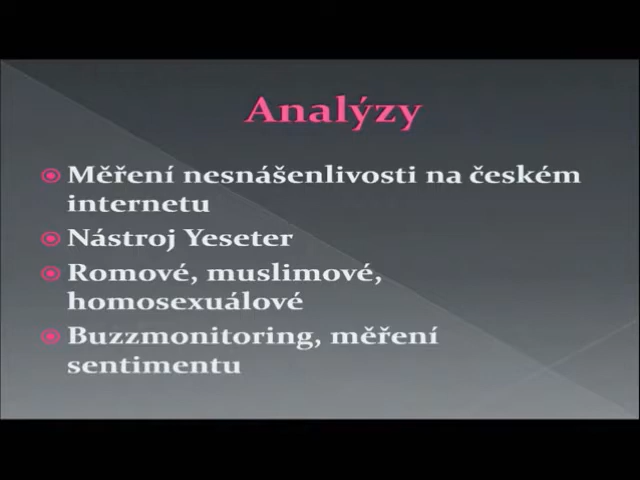 Analýzy
Měření nesnášenlivosti na českém
internetu
Nástroj Yeseter
Romové, muslimové,
homosexuálové
Buzzmonitoring, měření
sentimentu